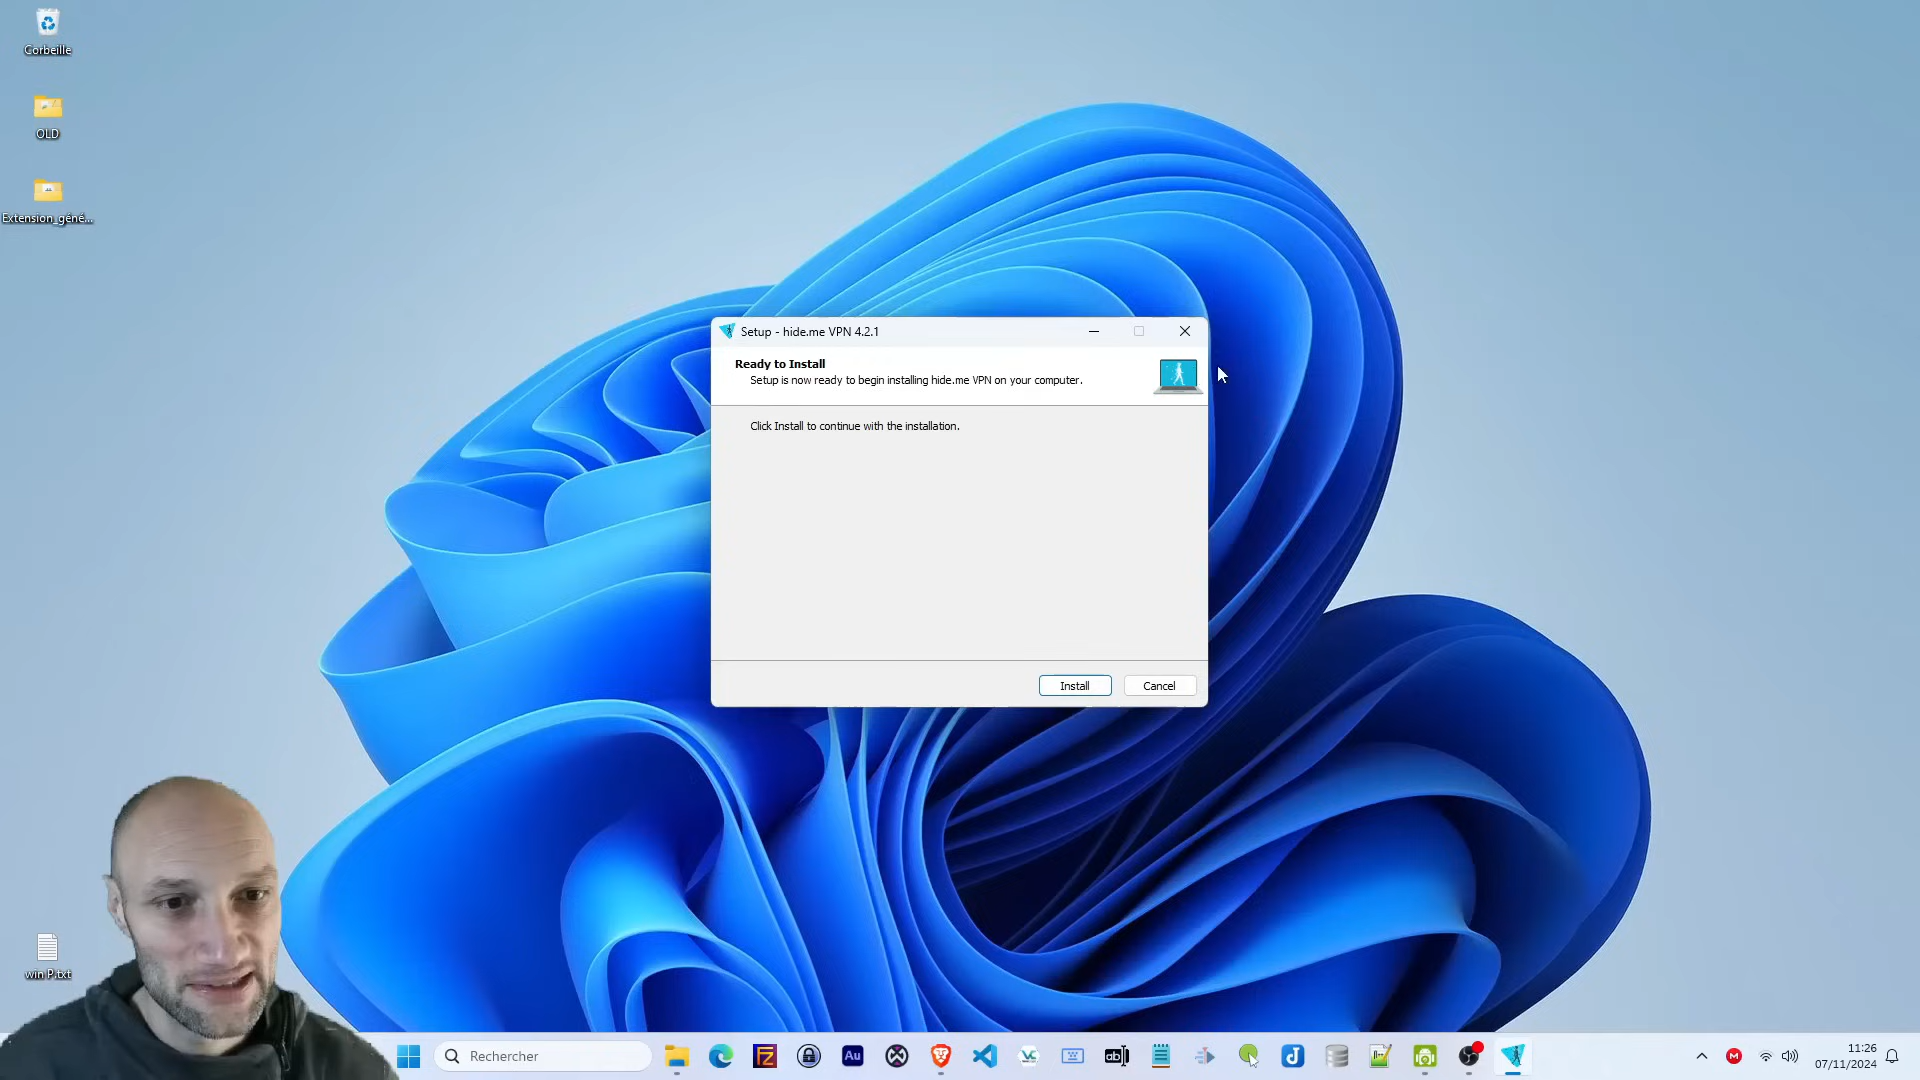 Corbeille
OLD
Extension_géné...
Setup - hide.me VPN 4.2.1
Ready to Install
Setup is now ready to begin installing hide.me VPN on your computer.
Click Install to continue with the installation.
Install
Cancel
win P.txt
Rechercher
Au
ab
11:26
07/11/2024